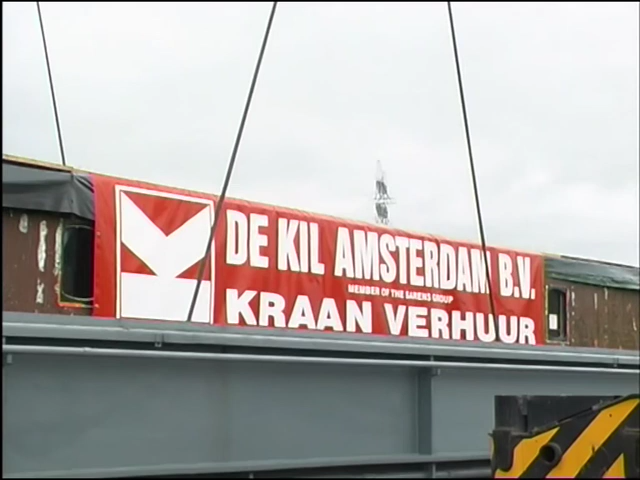 DE KIL AMSTERDAM B.V.
MEMBER OF THE SARENS GROUP
KRAAN VERHUUR